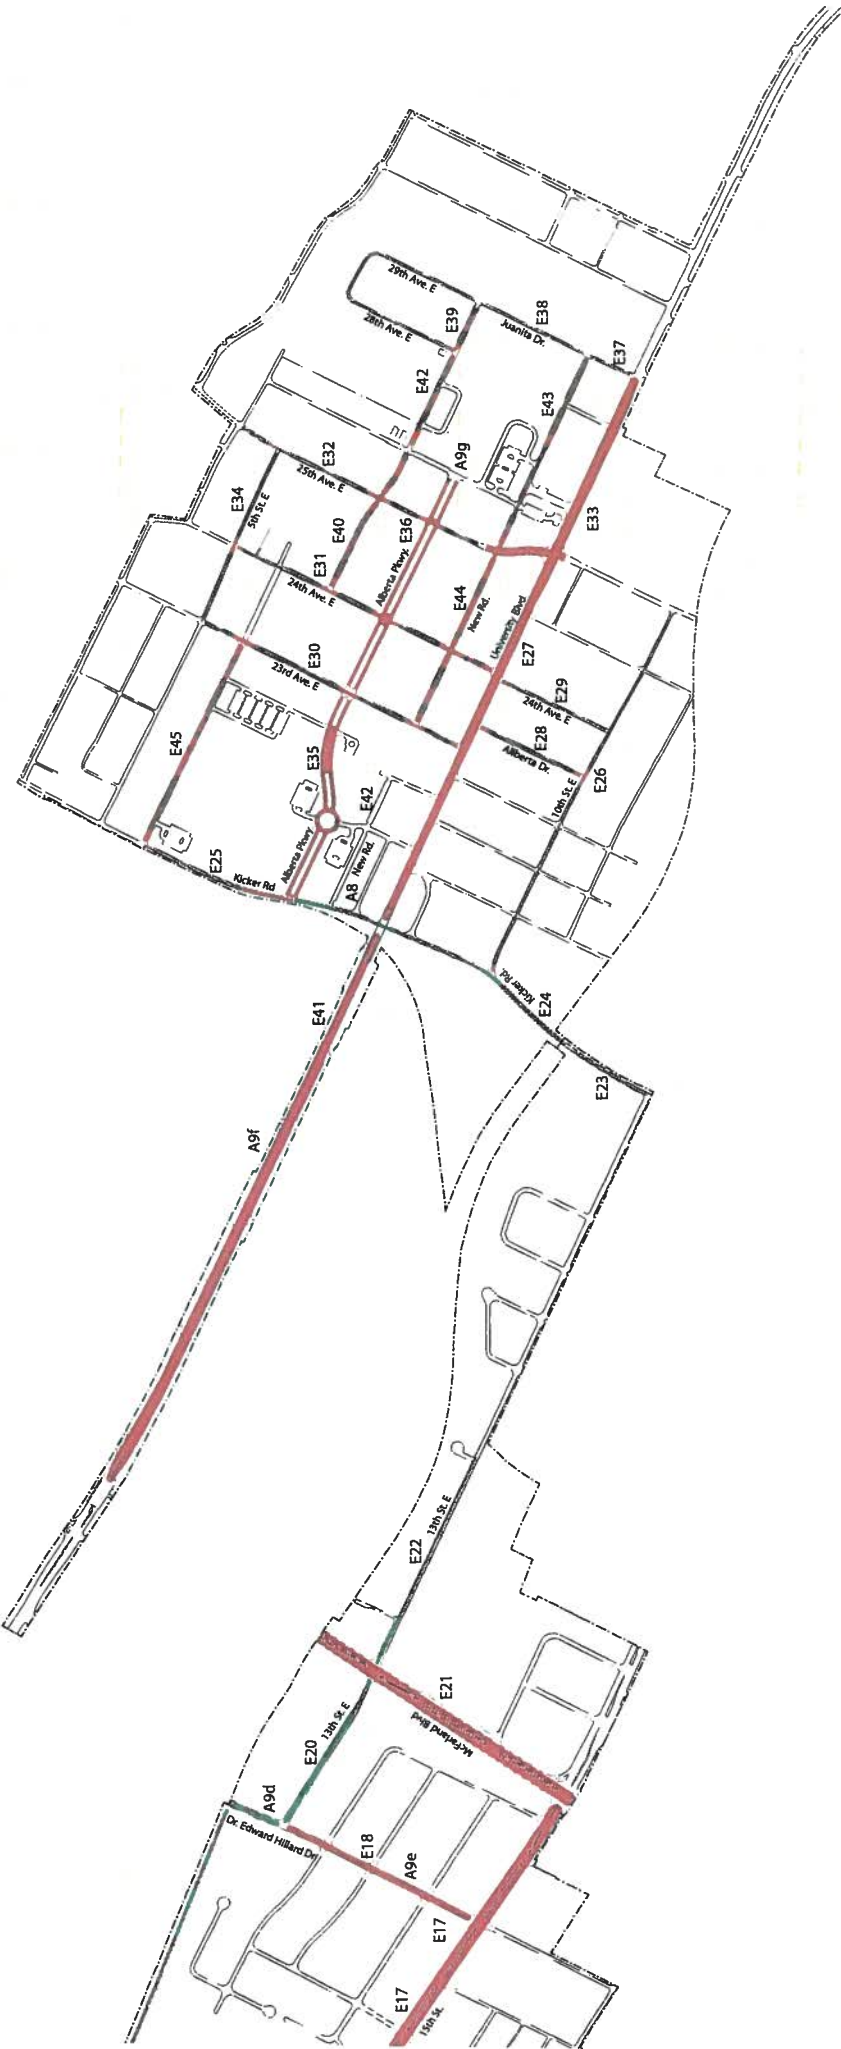 29th Ave. E
28th Ave. E
E39
E38
Juanita Dr.
E37
E42
E43
E32
25th Ave. E
A9g
E34
5th St. E
E40
E36
E33
E31
24th Ave. E
Alberta Pkwy.
E44
New Rd.
University Blvd
E27
E30
23rd Ave. E
E29
24th Ave. E
E28
Alberta Dr.
E45
E35
E42
E26
10th St. E
E25
Kicker Rd
Alberta Pkwy
New Rd.
A8
Kicker Rd.
E24
E41
E23
A9f
13th St. E
E22
E21
McFarland Blvd
13th St. E
E20
A9d
Dr. Edward Hillard Dr
E18
A9e
E17
E17
15th St.